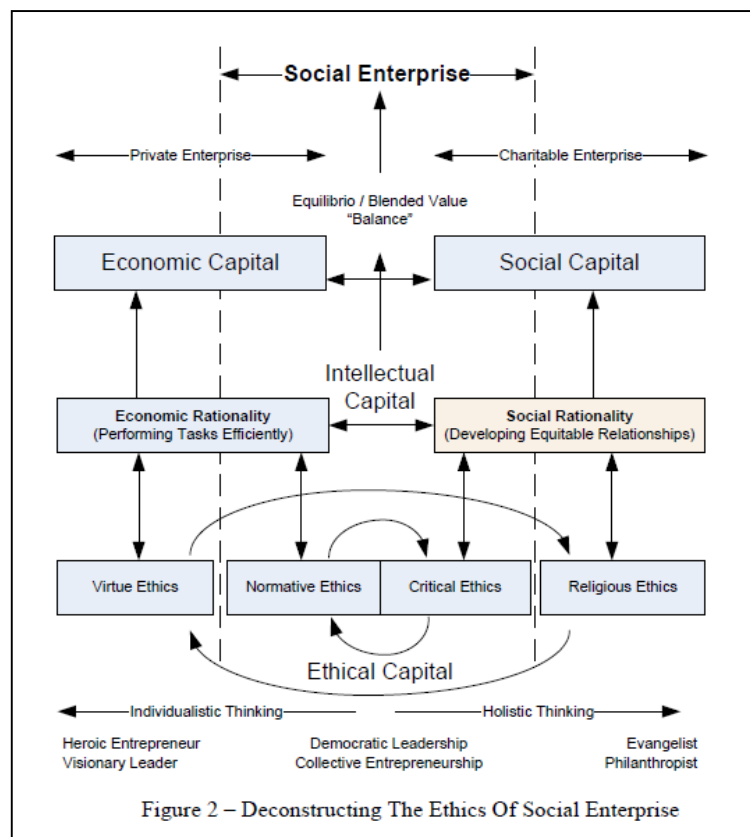 Social Enterprise
Private Enterprise
Charitable Enterprise
Equilibrio / Blended Value
"Balance"
Economic Capital
Social Capital
Intellectual
Capital
Economic Rationality
(Performing Tasks Efficiently)
Social Rationality
(Developing Equitable Relationships)
Virtue Ethics
Normative Ethics
Critical Ethics
Religious Ethics
Ethical Capital
Individualistic Thinking
Holistic Thinking
Heroic Entrepreneur
Visionary Leader
Democratic Leadership
Collective Entrepreneurship
Evangelist
Philanthropist
Figure 2 – Deconstructing The Ethics Of Social Enterprise